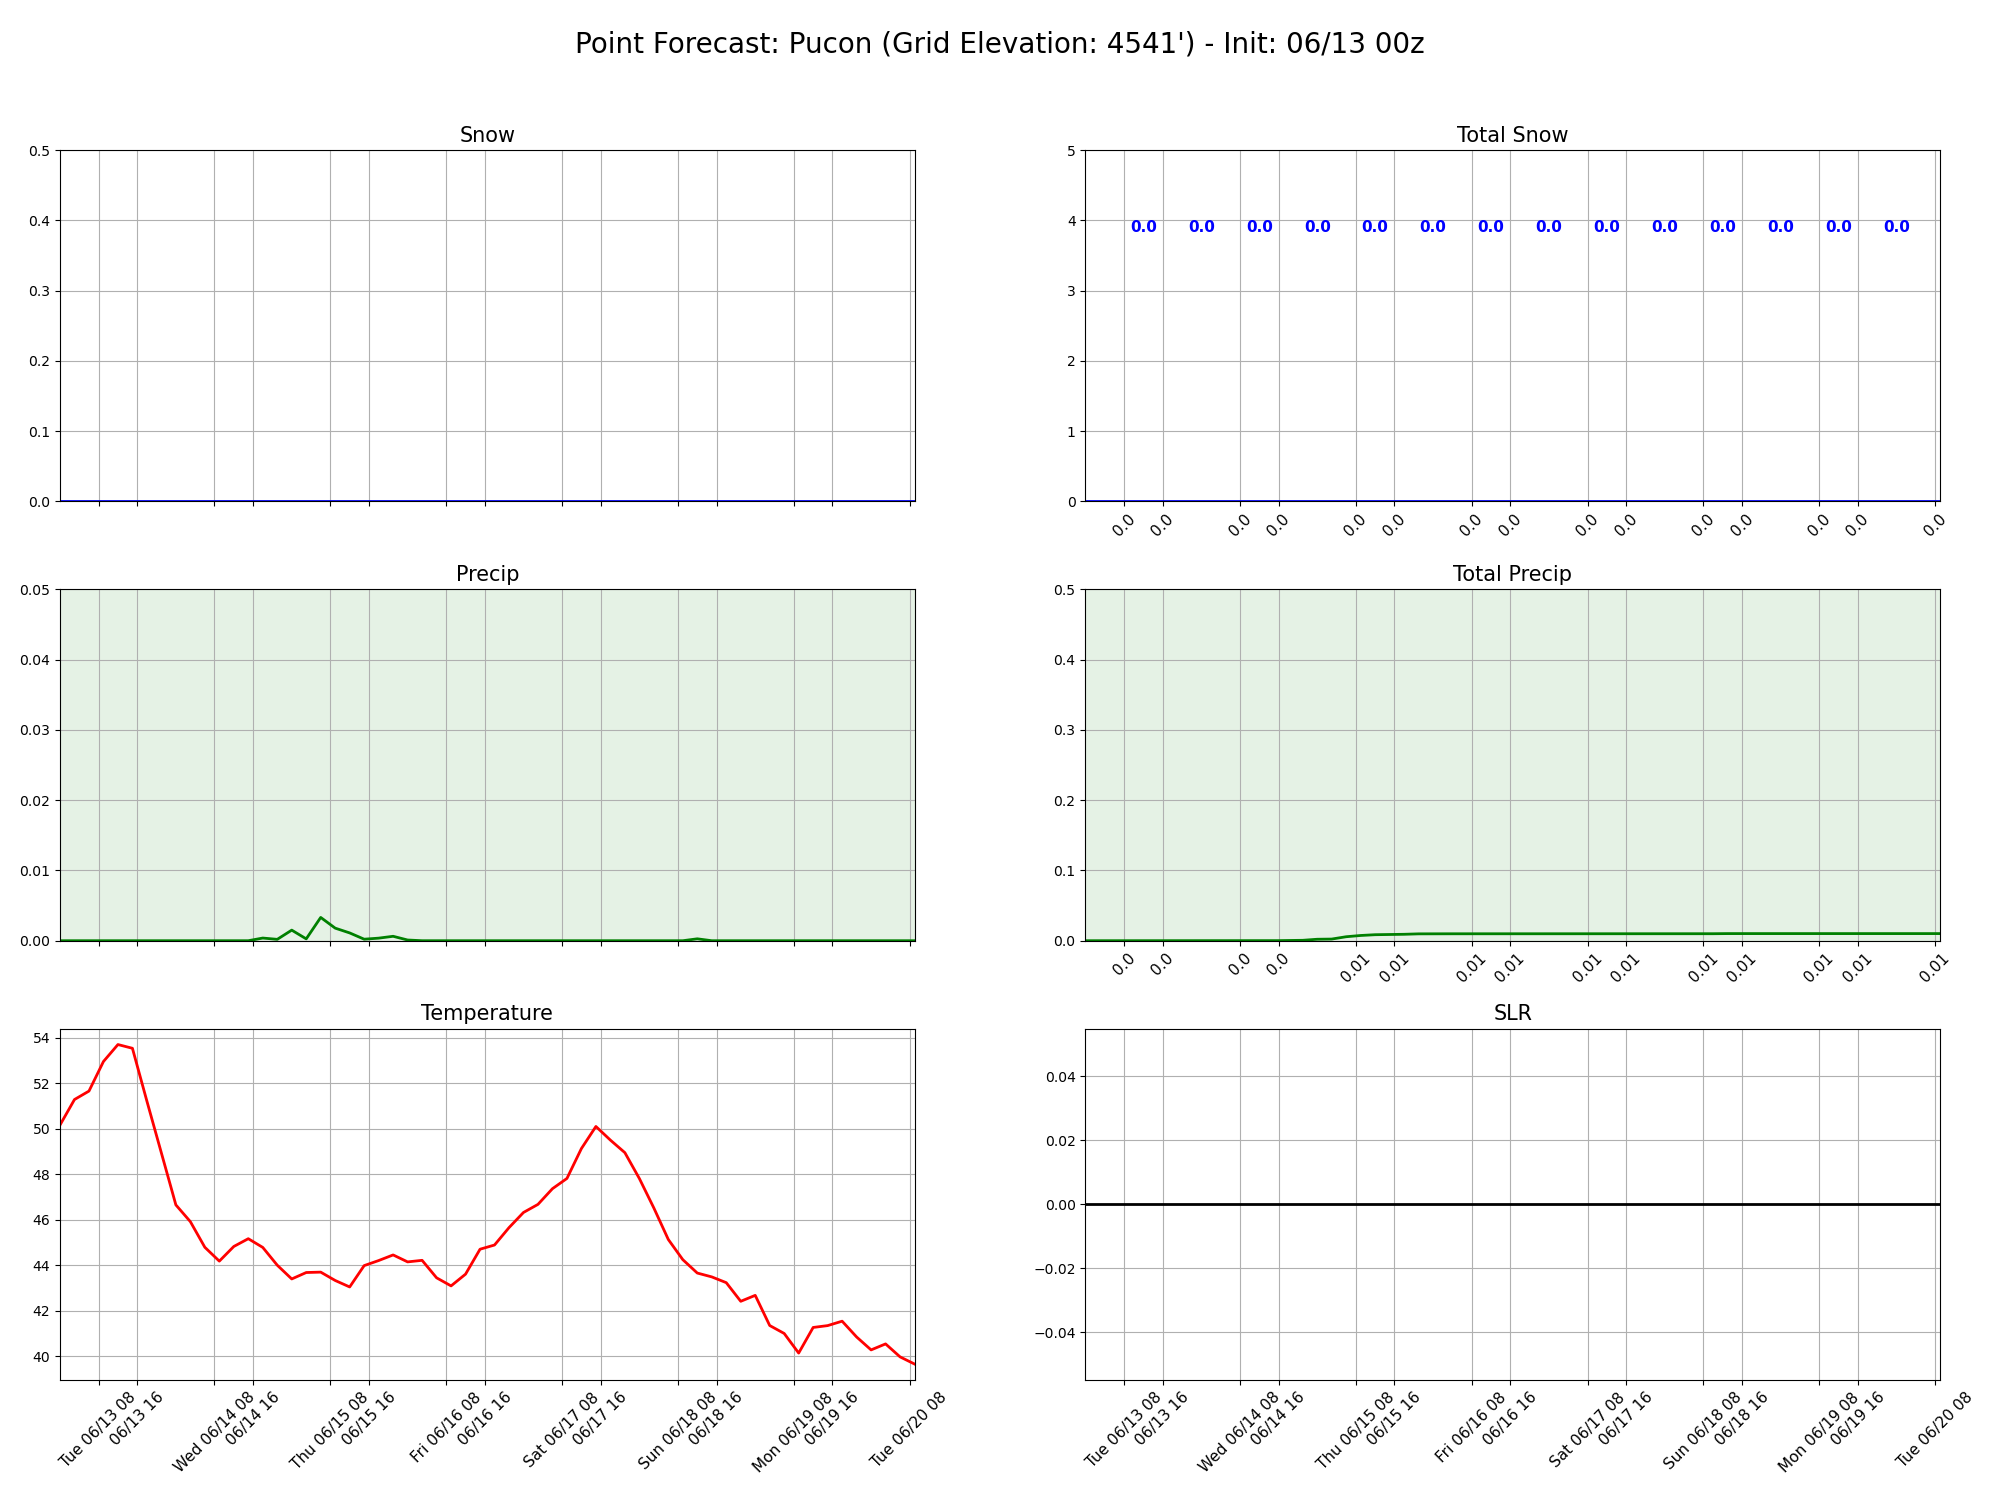 Point Forecast: Pucon (Grid Elevation: 4541') - Init: 06/13 00z
Snow
0.5
0.4
0.3
0.2
0.1
0.0
Total Snow
5
4
3
2
1
0
0.0 0.0 0.0 0.0 0.0 0.0 0.0 0.0 0.0 0.0 0.0 0.0 0.0 0.0
0.0 0.0 0.0 0.0 0.0 0.0 0.0 0.0 0.0 0.0 0.0 0.0 0.0 0.0 0.0
Precip
0.05
0.04
0.03
0.02
0.01
0.00
Total Precip
0.5
0.4
0.3
0.2
0.1
0.0
0.0 0.0 0.0 0.0 0.01 0.01 0.01 0.01 0.01 0.01 0.01 0.01 0.01 0.01 0.01
Temperature
54
52
50
48
46
44
42
40
Tue 06/13 08
06/13 16
Wed 06/14 08
06/14 16
Thu 06/15 08
06/15 16
Fri 06/16 08
06/16 16
Sat 06/17 08
06/17 16
Sun 06/18 08
06/18 16
Mon 06/19 08
06/19 16
Tue 06/20 08
SLR
0.04
0.02
0.00
−0.02
−0.04
Tue 06/13 08
06/13 16
Wed 06/14 08
06/14 16
Thu 06/15 08
06/15 16
Fri 06/16 08
06/16 16
Sat 06/17 08
06/17 16
Sun 06/18 08
06/18 16
Mon 06/19 08
06/19 16
Tue 06/20 08